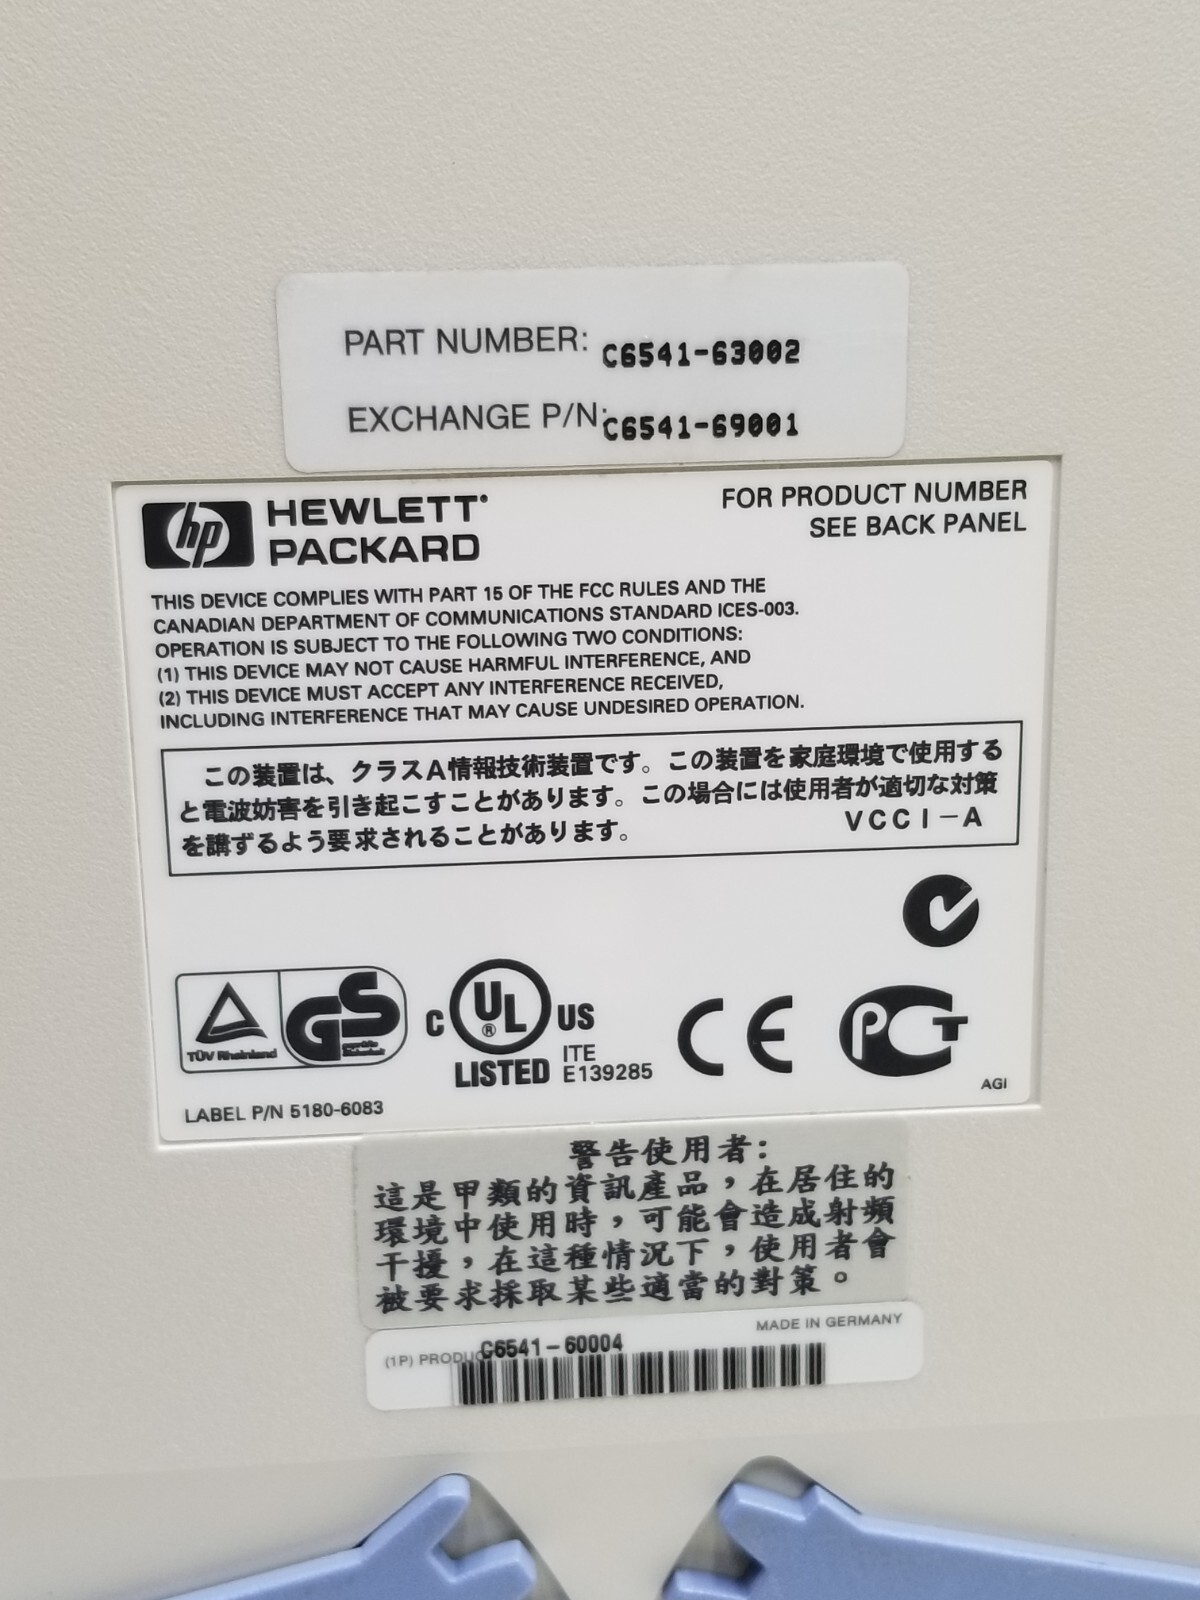 PART NUMBER: C6541-63002
EXCHANGE P/N: C6541-69001
hp HEWLETT®
PACKARD
FOR PRODUCT NUMBER
SEE BACK PANEL
THIS DEVICE COMPLIES WITH PART 15 OF THE FCC RULES AND THE
CANADIAN DEPARTMENT OF COMMUNICATIONS STANDARD ICES-003.
OPERATION IS SUBJECT TO THE FOLLOWING TWO CONDITIONS:
(1) THIS DEVICE MAY NOT CAUSE HARMFUL INTERFERENCE, AND
(2) THIS DEVICE MUST ACCEPT ANY INTERFERENCE RECEIVED,
INCLUDING INTERFERENCE THAT MAY CAUSE UNDESIRED OPERATION.
この装置は、クラスA情報技術装置です。この装置を家庭環境で使用する
と電波妨害を引き起こすことがあります。この場合には使用者が適切な対策
を講ずるよう要求されることがあります。
VCCI-A
TÜV Rheinland
GS
geprüfte
Sicherheit
C UL® US
LISTED
ITE
E139285
CE
PCT
AGI
LABEL P/N 5180-6083
警告使用者:
這是甲類的資訊產品，在居住的
環境中使用時，可能會造成射頻
干擾，在這種情況下，使用者會
被要求採取某些適當的對策。
MADE IN GERMANY
(1P) PRODUC C6541-60004